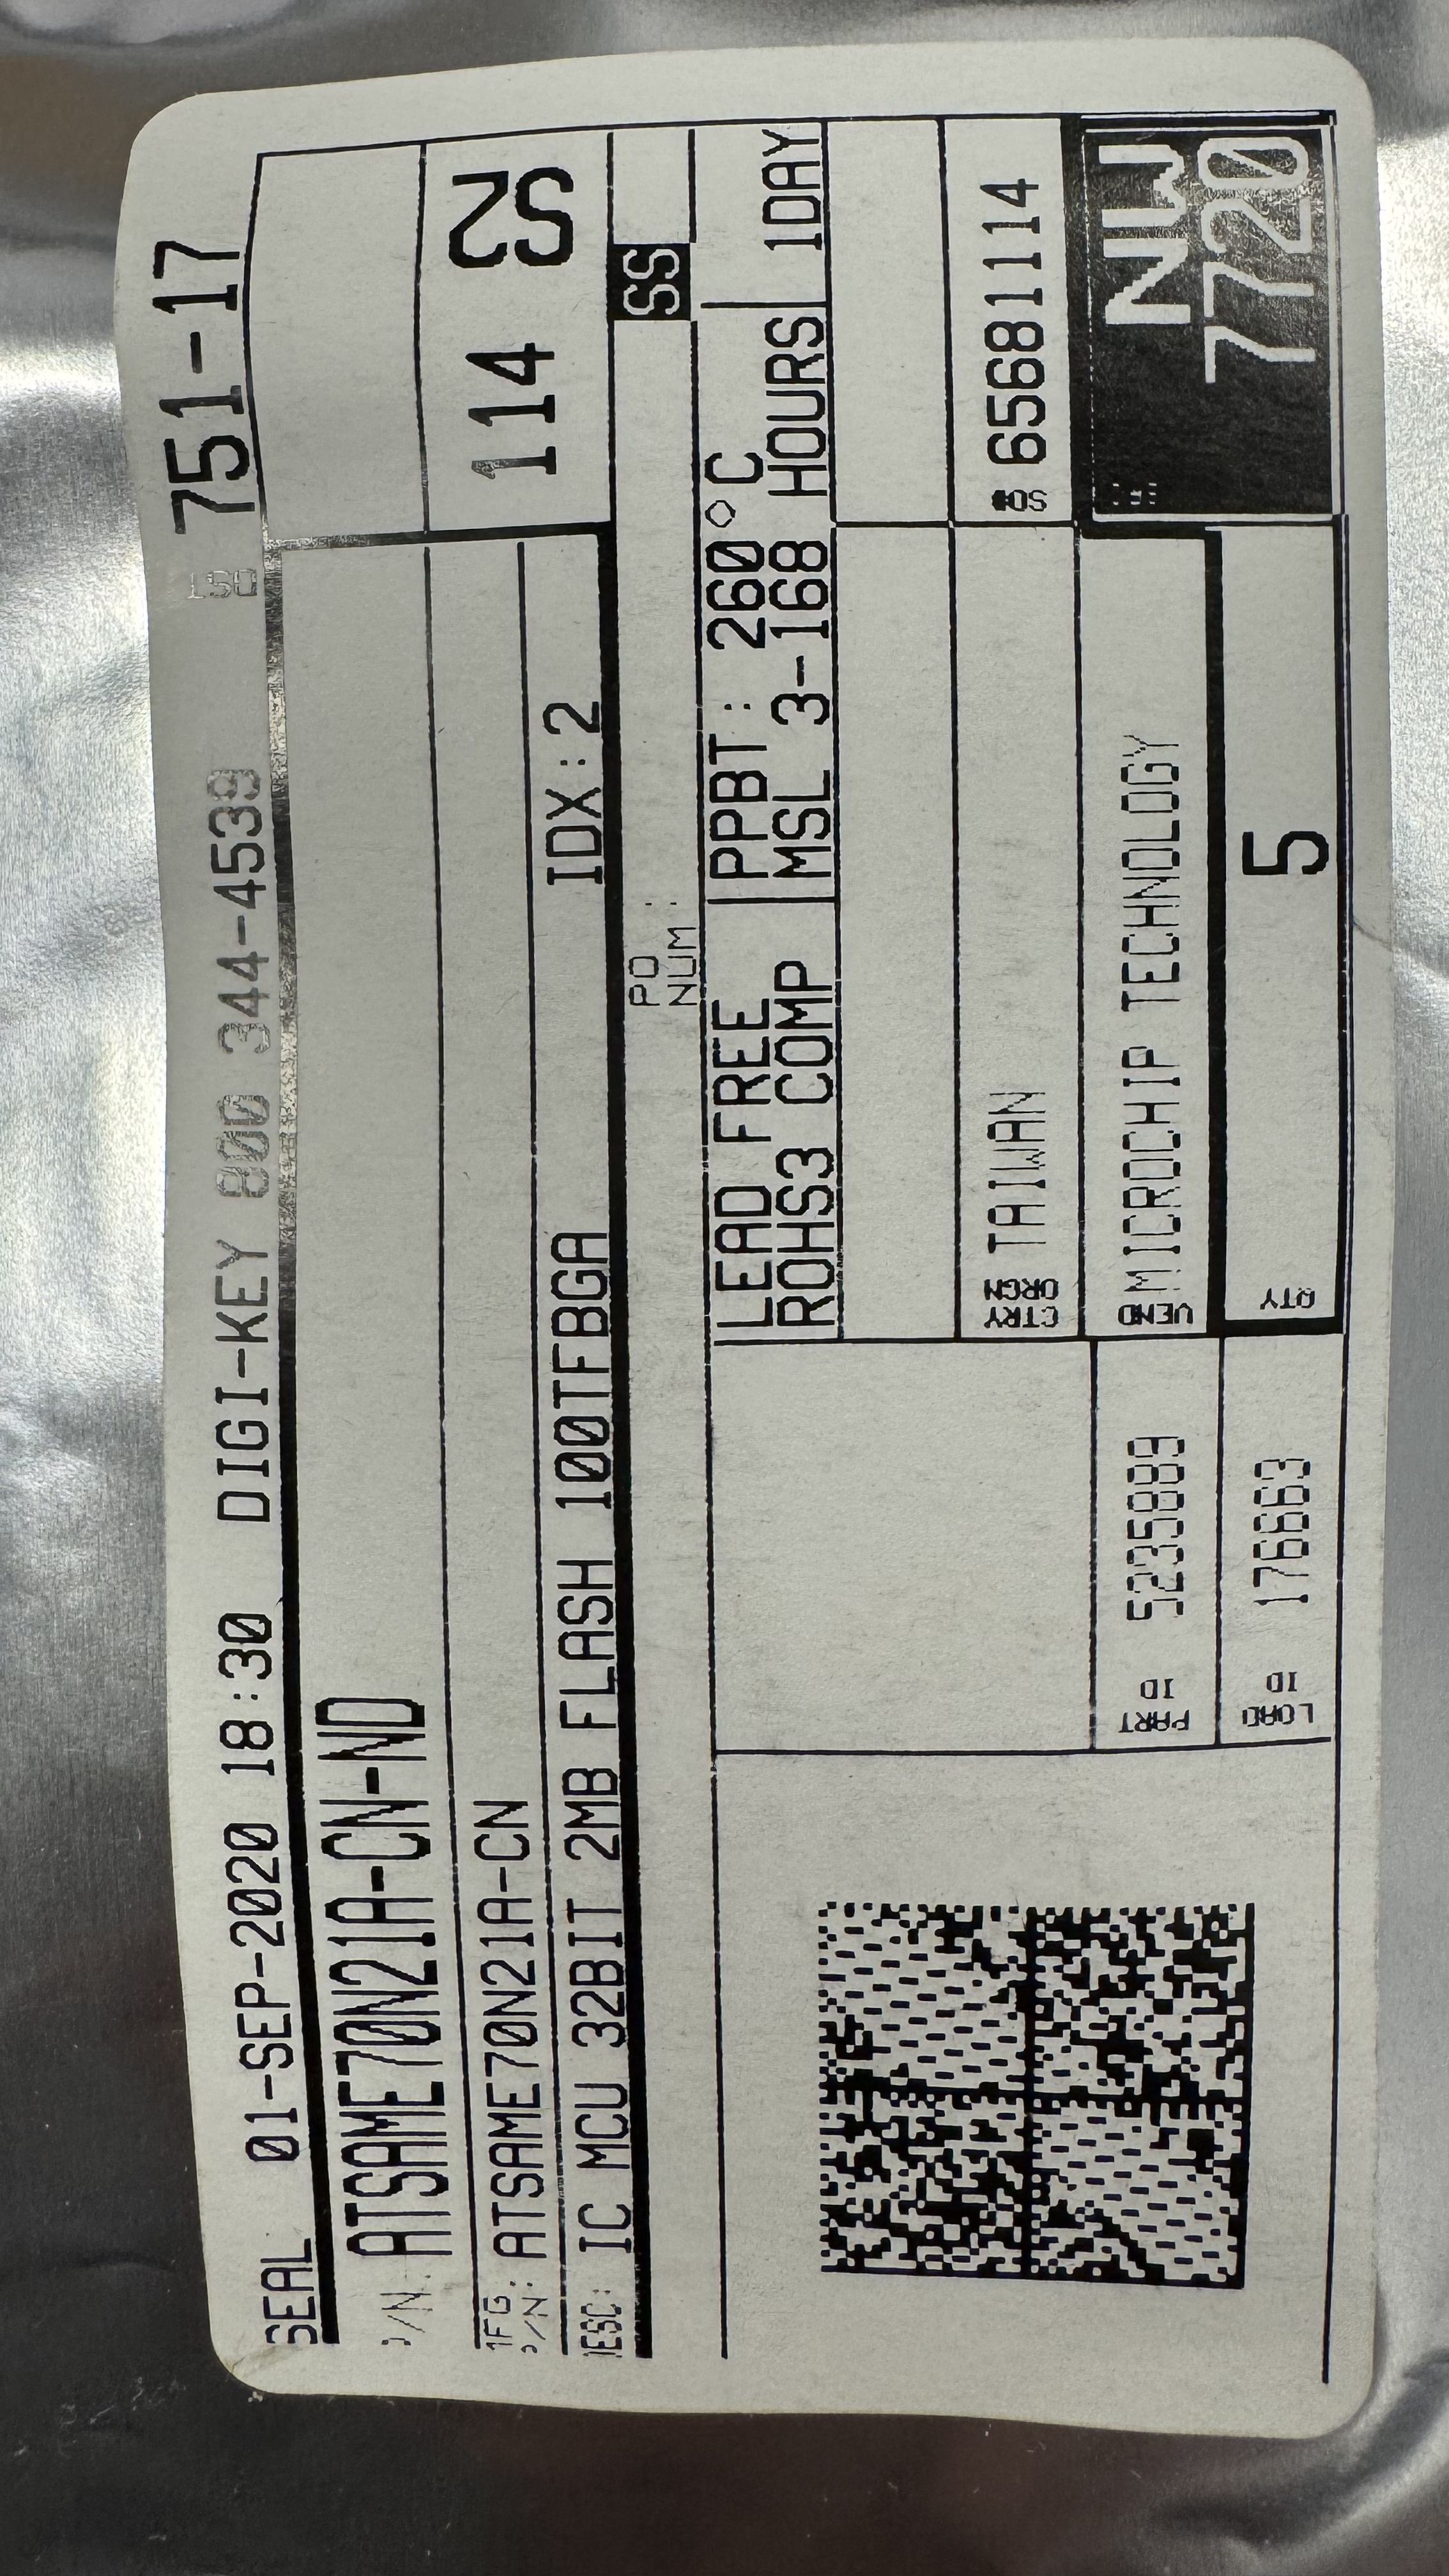 SEAL 01-SEP-2020 18:30 DIGI-KEY 800 344-4539 DST 751-17
P/N: ATSAME70N21A-CN-ND
MFG P/N: ATSAME70N21A-CN
114 S2
DESC: IC MCU 32BIT 2MB FLASH 100TFBGA IDX:2
PO NUM: SS
LEAD FREE PPBT: 260°C
ROHS3 COMP MSL 3-168 HOURS 1DAY
CTRY ORGN TAIWAN
SO# 65681114
PART ID 5235889
VEND MICROCHIP TECHNOLOGY
LOAD ID 176663
QTY 5
NW
7720